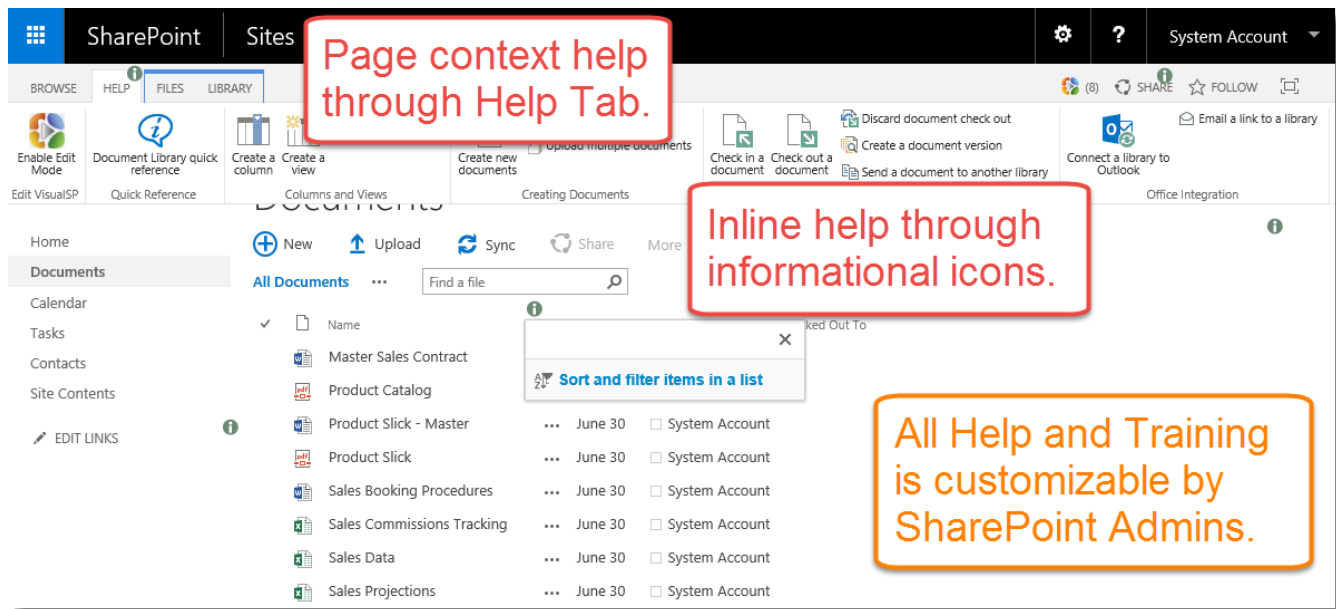 SharePoint
Sites
?
System Account
Page context help
through Help Tab.
BROWSE
HELP
FILES
LIBRARY
(8)
SHARE
FOLLOW
Enable Edit
Mode
Edit VisualSP
Document Library quick
reference
Quick Reference
Create a
column
Create a
view
Columns and Views
Create new
documents
Upload multiple documents
Creating Documents
Check in a
document
Check out a
document
Discard document check out
Create a document version
Send a document to another library
Connect a library to
Outlook
Email a link to a library
Office Integration
Documents
Inline help through
informational icons.
Home
Documents
Calendar
Tasks
Contacts
Site Contents
EDIT LINKS
New
Upload
Sync
Share
More
All Documents
...
Find a file
Name
ked Out To
Sort and filter items in a list
Master Sales Contract
Product Catalog
Product Slick - Master ... June 30 System Account
Product Slick ... June 30 System Account
Sales Booking Procedures ... June 30 System Account
Sales Commissions Tracking ... June 30 System Account
Sales Data ... June 30 System Account
Sales Projections ... June 30 System Account
All Help and Training
is customizable by
SharePoint Admins.